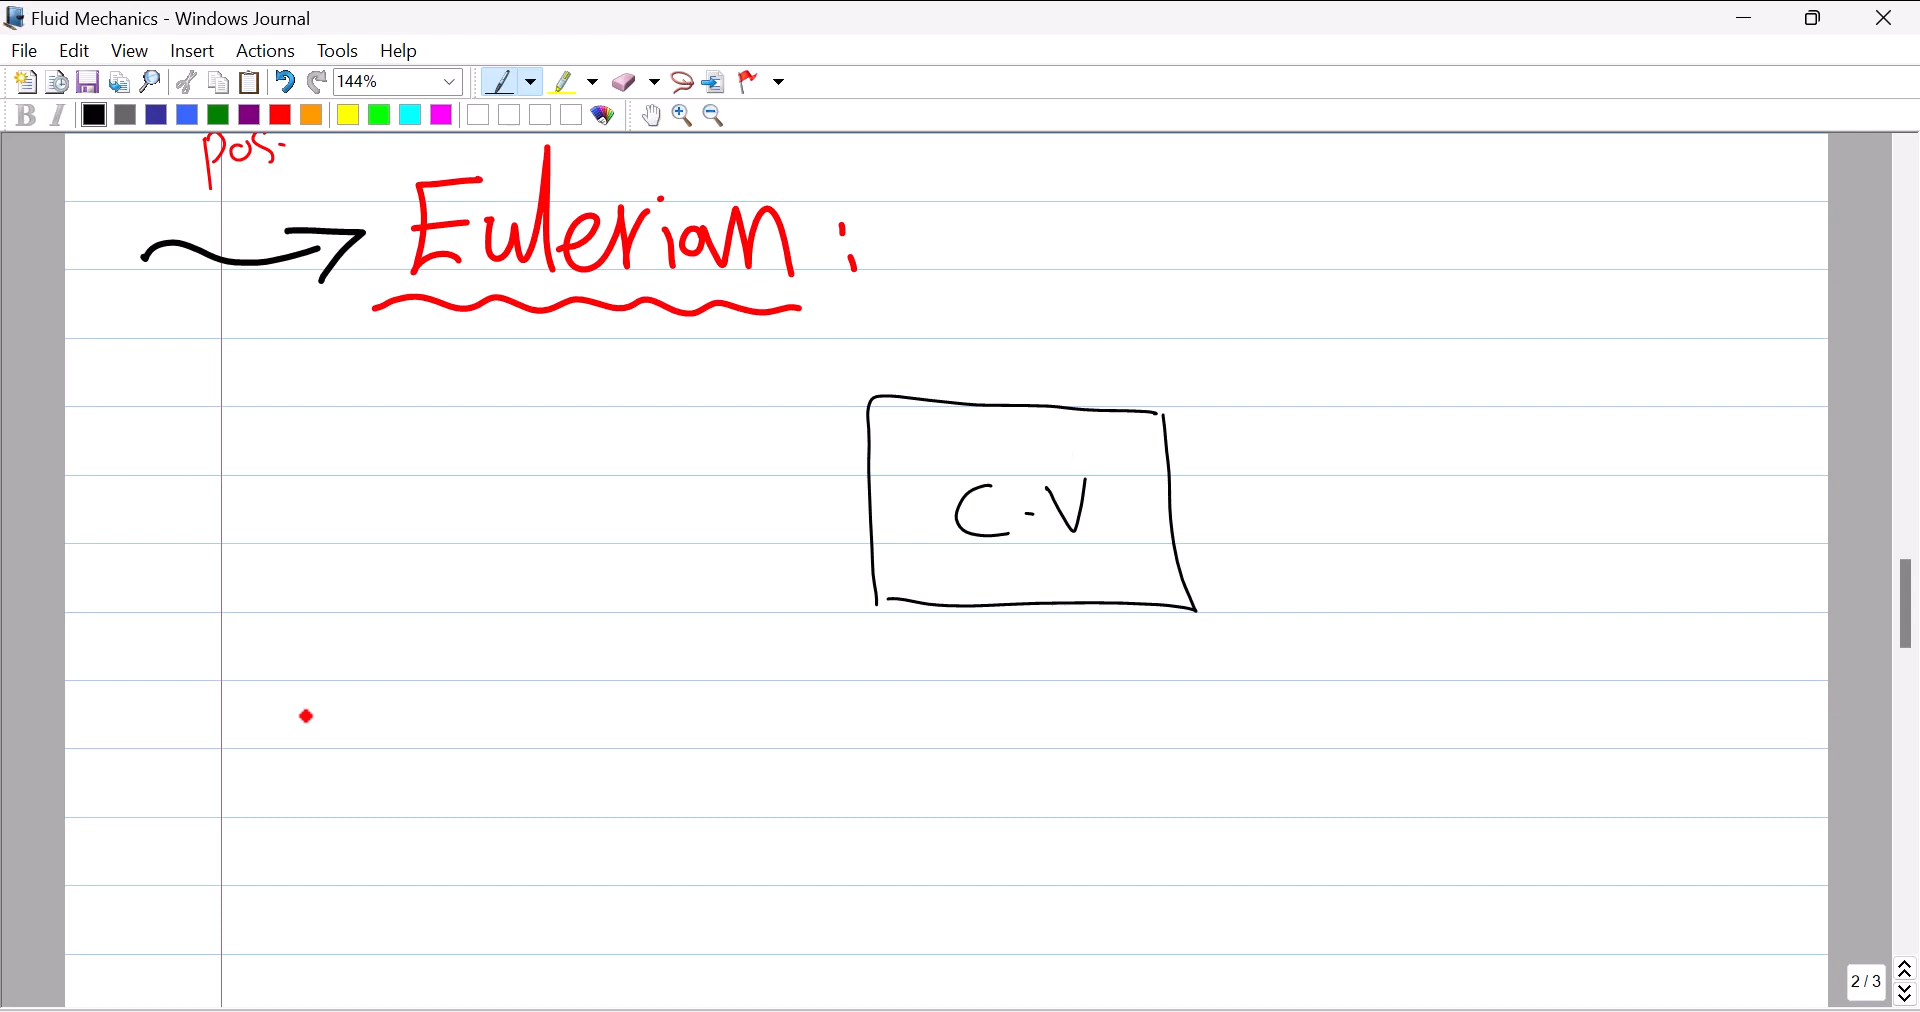 Fluid Mechanics - Windows Journal
File Edit View Insert Actions Tools Help
144%
B I
pos.
Eulerian :
C-V
2 / 3